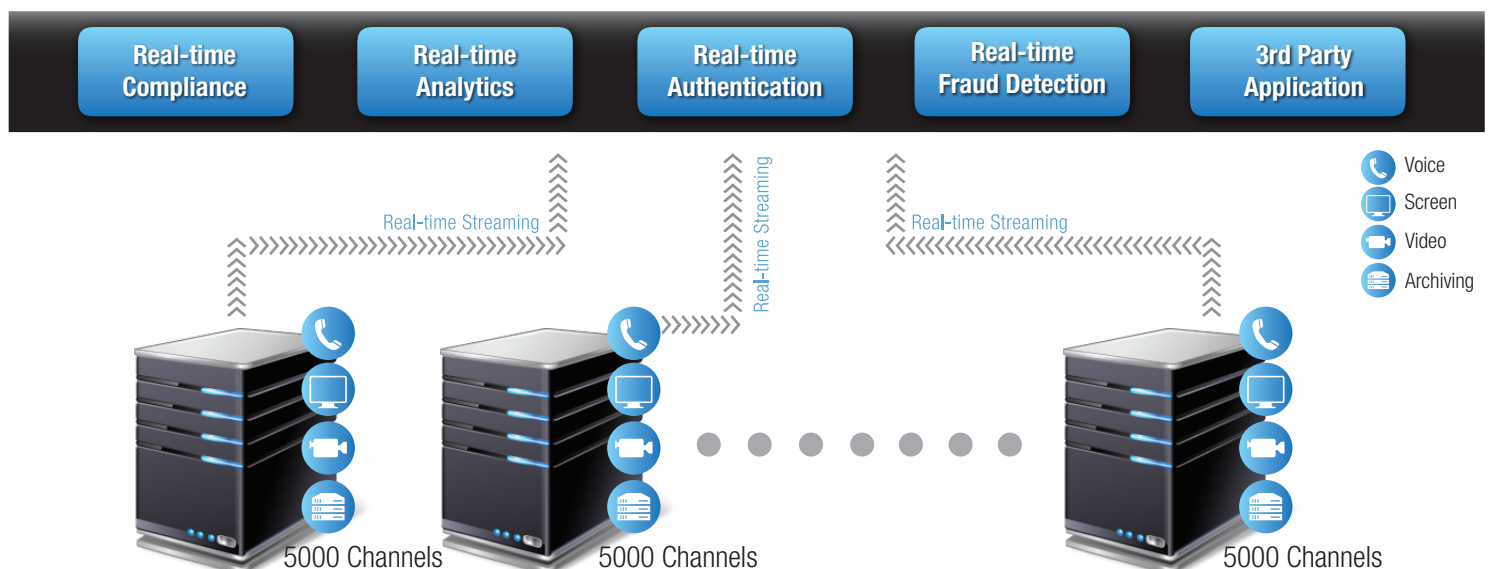 Real-time
Compliance
Real-time
Analytics
Real-time
Authentication
Real-time
Fraud Detection
3rd Party
Application
Real-time Streaming
Real-time Streaming
Real-time Streaming
Voice
Screen
Video
Archiving
5000 Channels
5000 Channels
5000 Channels